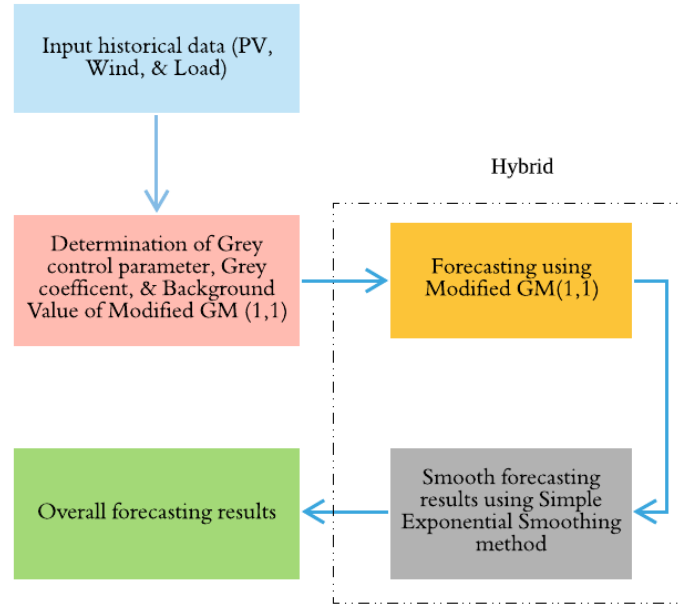 Input historical data (PV,
Wind, & Load)
Hybrid
Determination of Grey
control parameter, Grey
coefficent, & Background
Value of Modified GM (1,1)
Forecasting using
Modified GM(1,1)
Smooth forecasting
results using Simple
Exponential Smoothing
method
Overall forecasting results